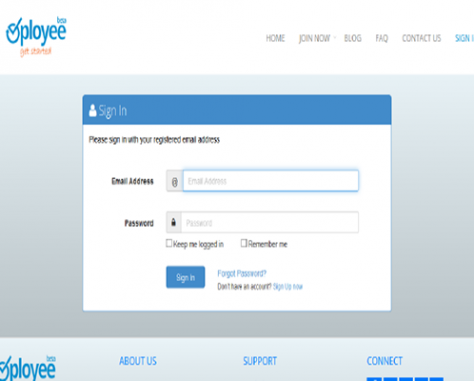 beta
ployee
get started
HOME JOIN NOW BLOG FAQ CONTACT US SIGN I
Sign In
Please sign in with your registered email address
Email Address @ Email Address
Password Password
Keep me logged in Remember me
Sign In Forgot Password?
Don't have an account? Sign Up now
beta
ployee ABOUT US SUPPORT CONNECT